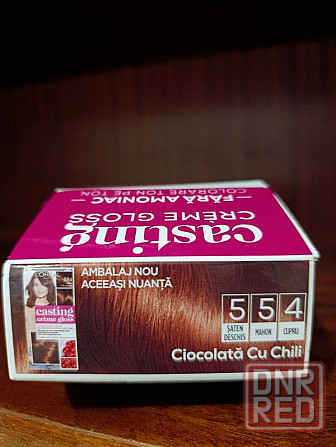 COLORARE TON PE TON
FĂRĂ AMONIAC
CRÈME GLOSS
casting
AMBALAJ NOU
ACEEAȘI NUANȚĂ
554
casting
crème gloss
5 5 4
ȘATEN DESCHIS
MAHON
CUPRU
Ciocolată Cu Chili
DNR
RED